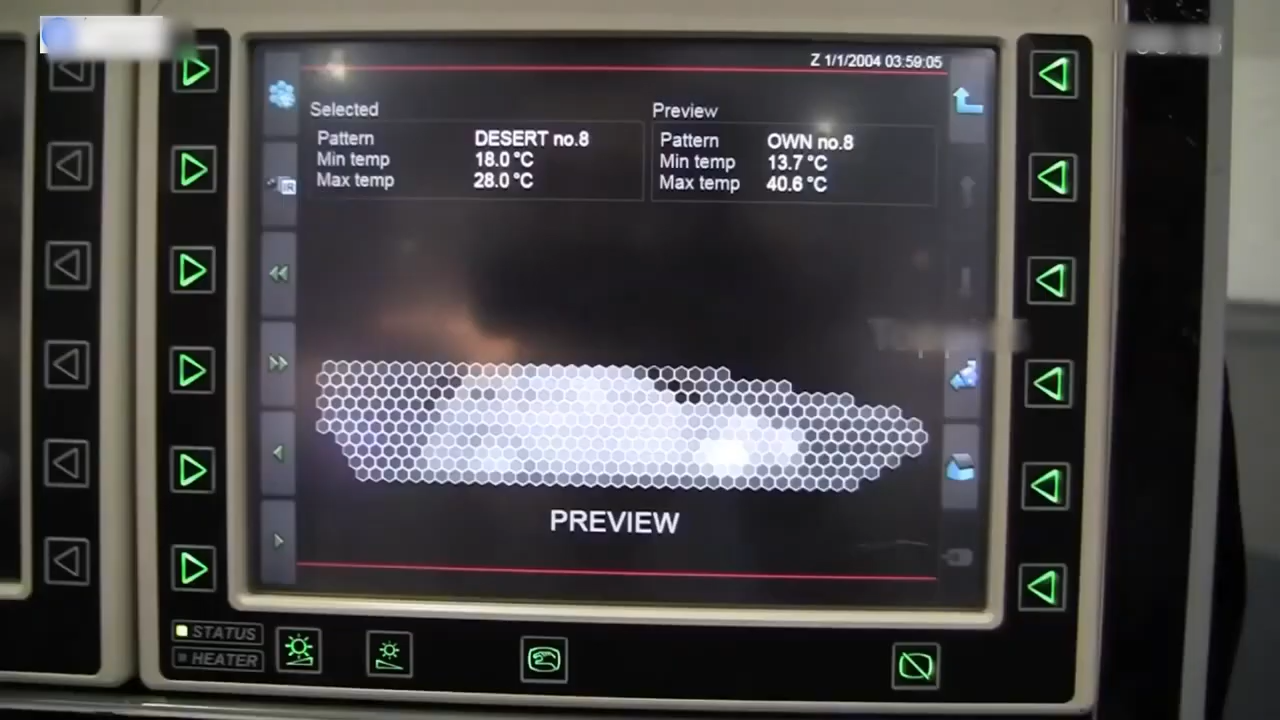 Z 1/1/2004 03:59:05
Selected
Pattern DESERT no.8
Min temp 18.0 °C
Max temp 28.0 °C
Preview
Pattern OWN no.8
Min temp 13.7 °C
Max temp 40.6 °C
IR
PREVIEW
STATUS
HEATER